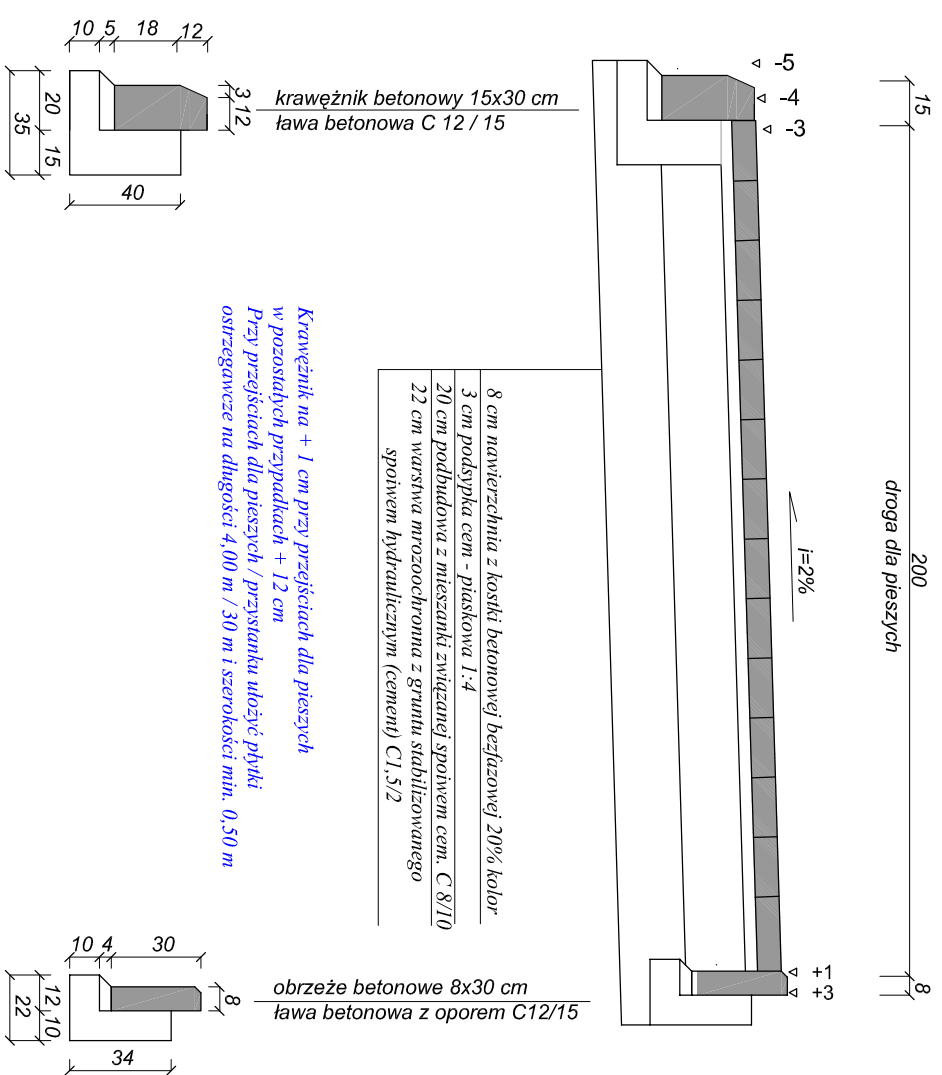 10 5 18 12
3
12
20
15
35
40
krawężnik betonowy 15x30 cm
ława betonowa C 12 / 15
-5
-4
-3
15
200
droga dla pieszych
i=2%
8 cm nawierzchnia z kostki betonowej bezfazowej 20% kolor
3 cm podsypka cem - piaskowa 1:4
20 cm podbudowa z mieszanki związanej spoiwem cem. C 8/10
22 cm warstwa mrozoochronna z gruntu stabilizowanego
spoiwem hydraulicznym (cement) C1,5/2
Krawężnik na + 1 cm przy przejściach dla pieszych
w pozostałych przypadkach + 12 cm
Przy przejściach dla pieszych / przystanku ułożyć płytki
ostrzegawcze na długości 4,00 m / 30 m i szerokości min. 0,50 m
+1
+3
8
10 4 30
8
12
10
22
34
obrzeże betonowe 8x30 cm
ława betonowa z oporem C12/15